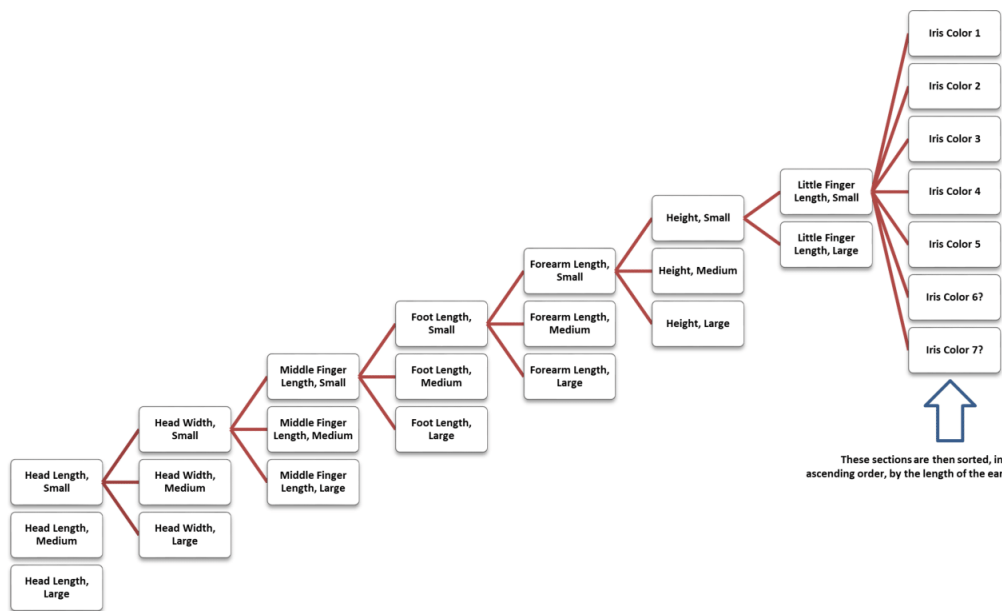 Head Length,
Small
Head Length,
Medium
Head Length,
Large
Head Width,
Small
Head Width,
Medium
Head Width,
Large
Middle Finger
Length, Small
Middle Finger
Length, Medium
Middle Finger
Length, Large
Foot Length,
Small
Foot Length,
Medium
Foot Length,
Large
Forearm Length,
Small
Forearm Length,
Medium
Forearm Length,
Large
Height, Small
Height, Medium
Height, Large
Little Finger
Length, Small
Little Finger
Length, Large
Iris Color 1
Iris Color 2
Iris Color 3
Iris Color 4
Iris Color 5
Iris Color 6?
Iris Color 7?
These sections are then sorted, in
ascending order, by the length of the ear